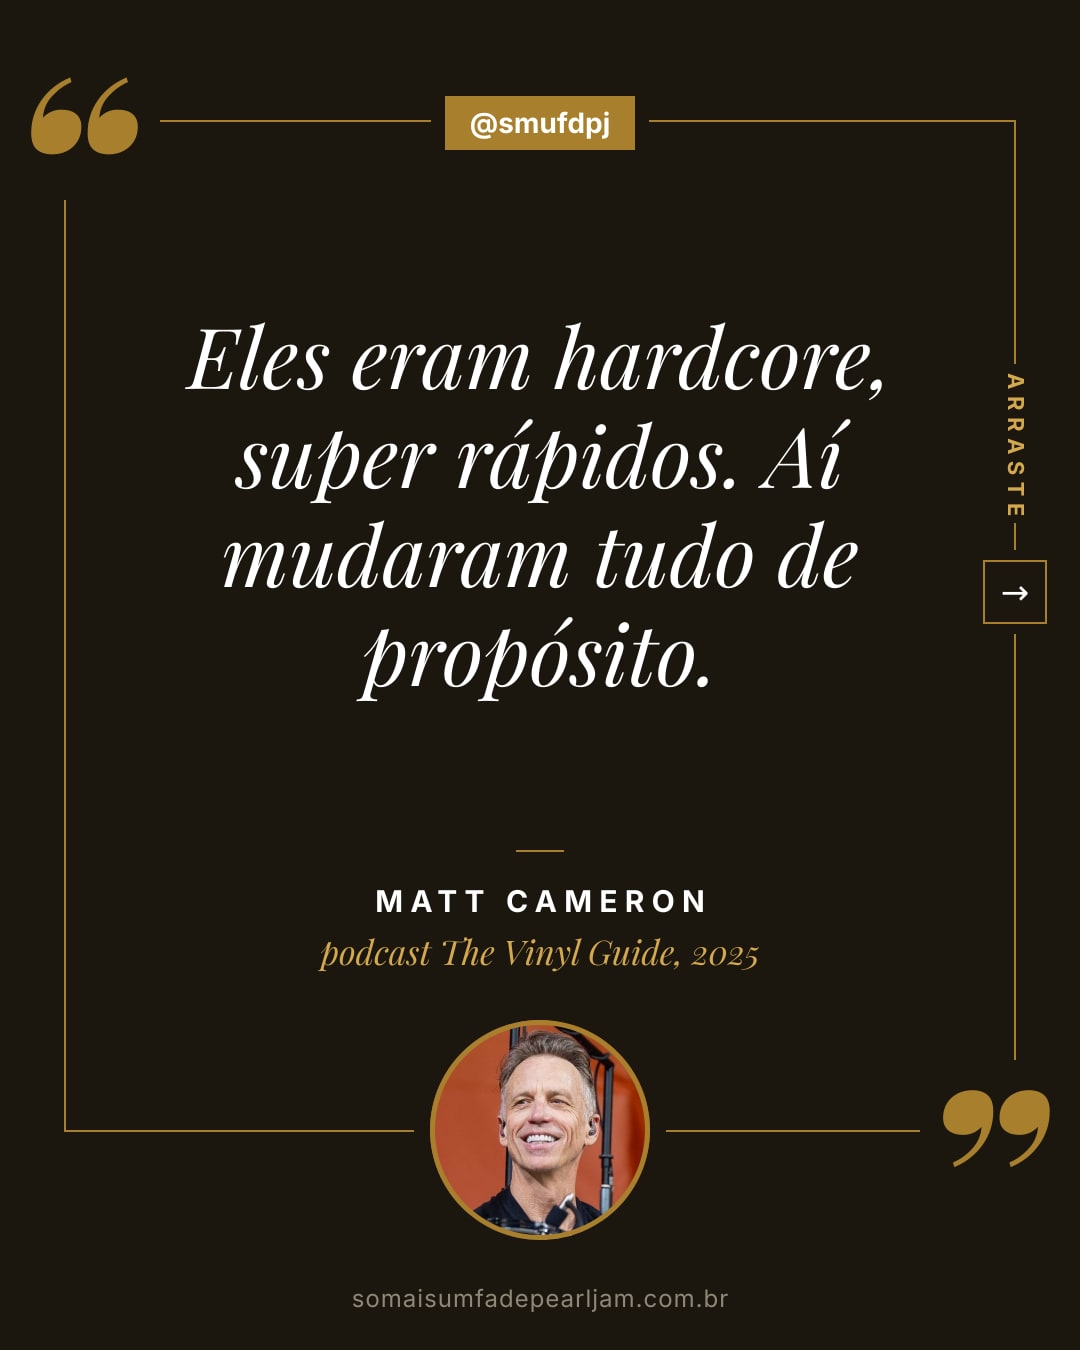 @smufdpj
Eles eram hardcore,
super rápidos. Aí
mudaram tudo de
propósito.
ARRASTE
→
MATT CAMERON
podcast The Vinyl Guide, 2025
somaisumfadepearljam.com.br